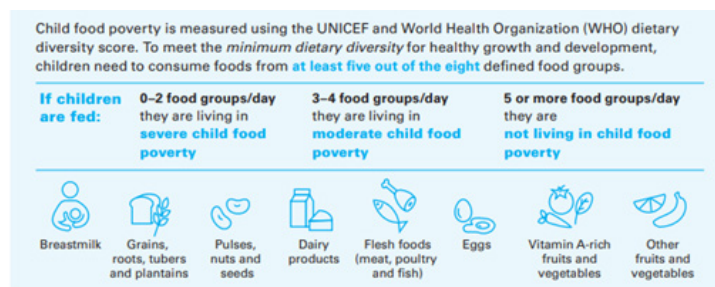 Child food poverty is measured using the UNICEF and World Health Organization (WHO) dietary
diversity score. To meet the minimum dietary diversity for healthy growth and development,
children need to consume foods from at least five out of the eight defined food groups.
If children
are fed:
0–2 food groups/day
they are living in
severe child food
poverty
3–4 food groups/day
they are living in
moderate child food
poverty
5 or more food groups/day
they are
not living in child food
poverty
Breastmilk
Grains,
roots, tubers
and plantains
Pulses,
nuts and
seeds
Dairy
products
Flesh foods
(meat, poultry
and fish)
Eggs
Vitamin A-rich
fruits and
vegetables
Other
fruits and
vegetables